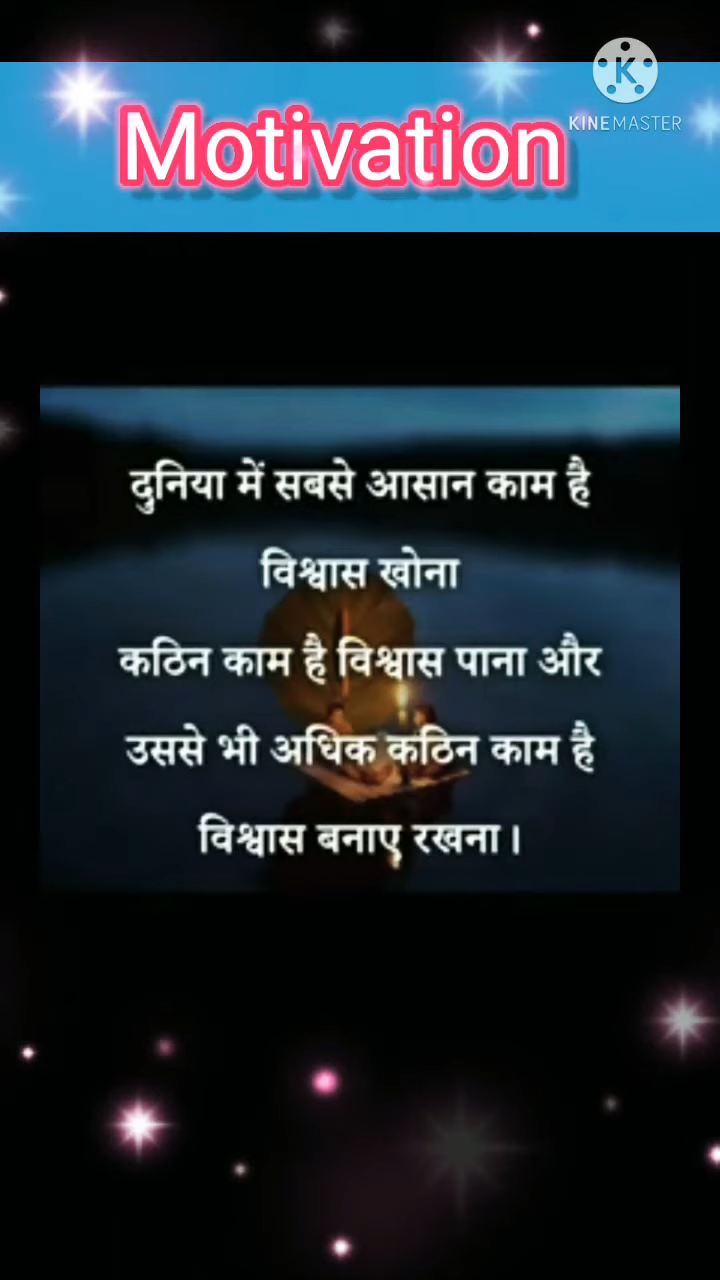 Motivation
K
KINEMASTER
दुनिया में सबसे आसान काम है
विश्वास खोना
कठिन काम है विश्वास पाना और
उससे भी अधिक कठिन काम है
विश्वास बनाए रखना।